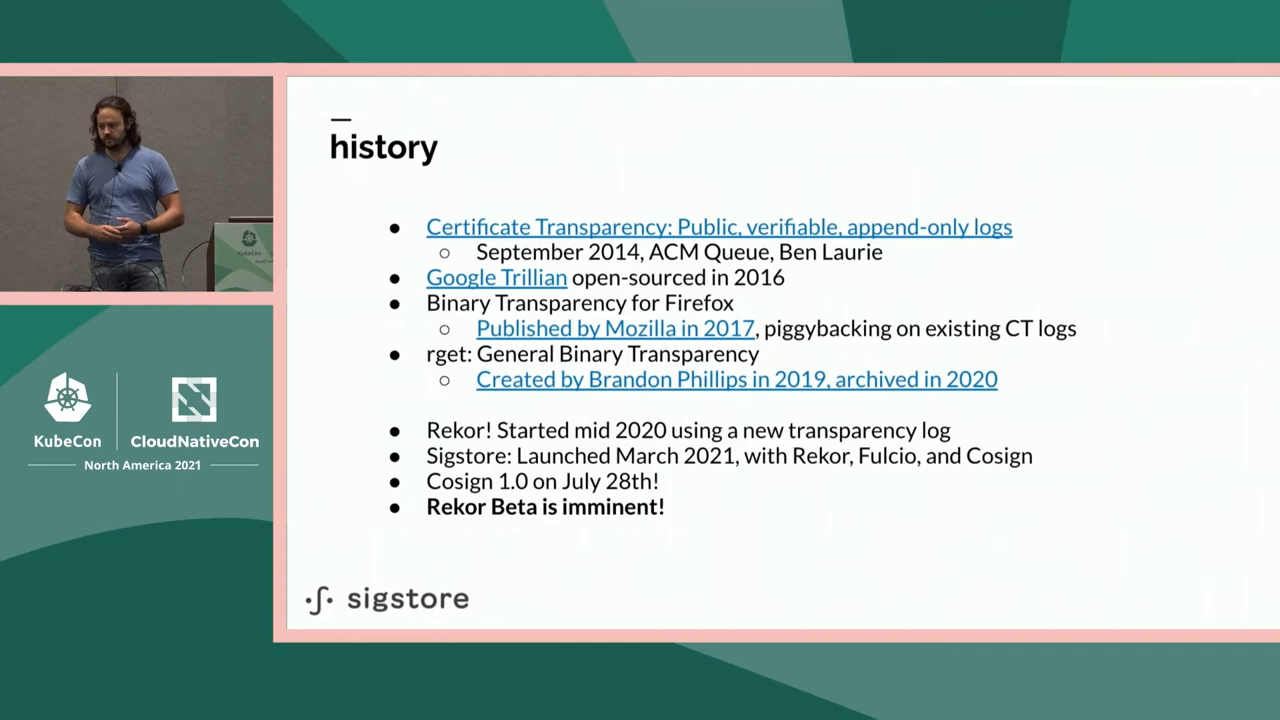 history
● Certificate Transparency: Public, verifiable, append-only logs
○ September 2014, ACM Queue, Ben Laurie
● Google Trillian open-sourced in 2016
● Binary Transparency for Firefox
○ Published by Mozilla in 2017, piggybacking on existing CT logs
● rget: General Binary Transparency
○ Created by Brandon Phillips in 2019, archived in 2020
● Rekor! Started mid 2020 using a new transparency log
● Sigstore: Launched March 2021, with Rekor, Fulcio, and Cosign
● Cosign 1.0 on July 28th!
● Rekor Beta is imminent!
sigstore
KubeCon
CloudNativeCon
North America 2021
KubeCon